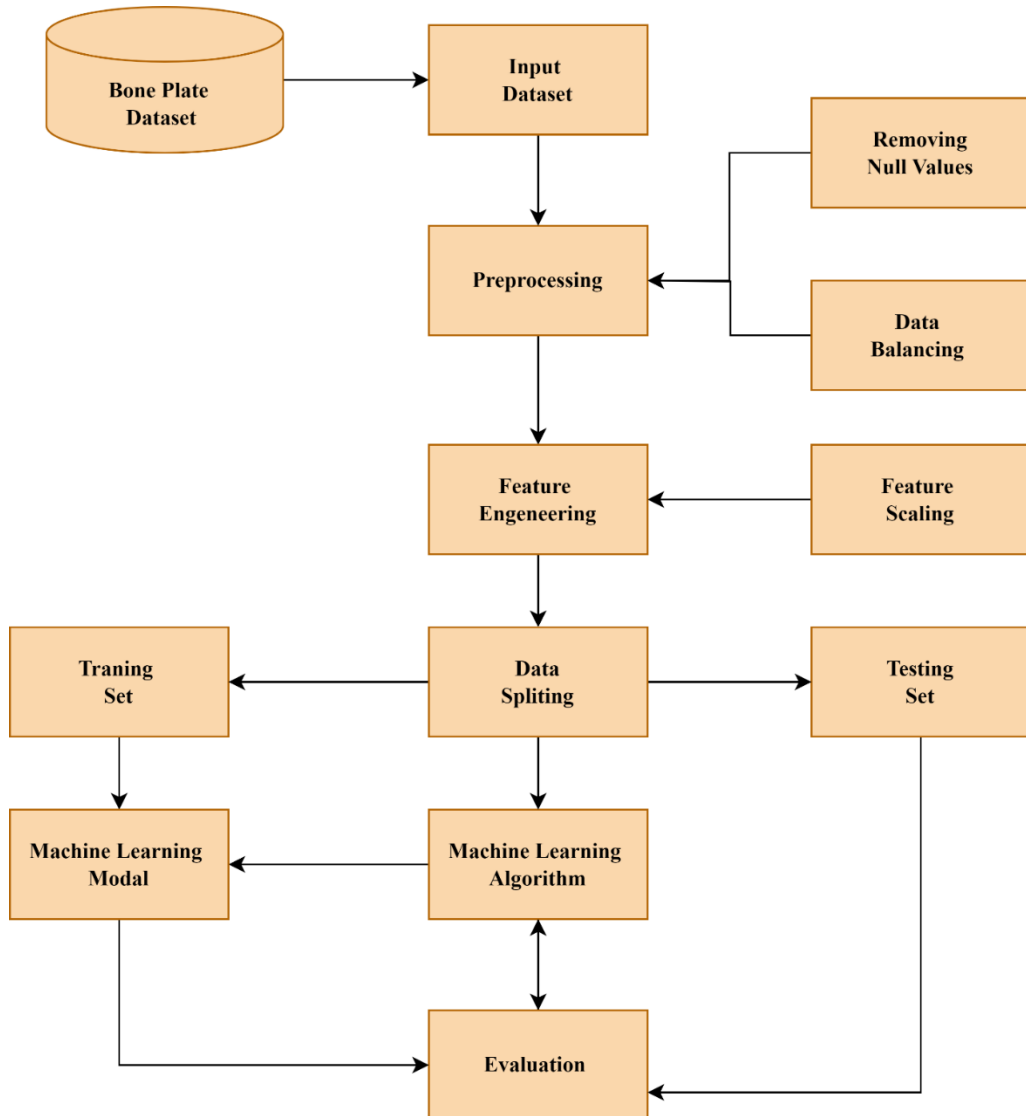 Bone Plate
Dataset
Input
Dataset
Removing
Null Values
Preprocessing
Data
Balancing
Feature
Engeneering
Feature
Scaling
Traning
Set
Data
Spliting
Testing
Set
Machine Learning
Modal
Machine Learning
Algorithm
Evaluation